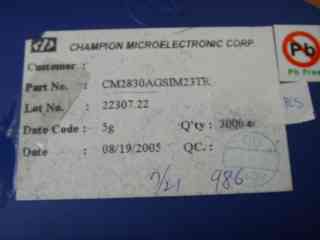 CHAMPION MICROELECTRONIC CORP.
Customer :
Part No. : CM2830AGSIM23TR
Lot No. : 22307.22
Date Code : 5g Q'ty : 3000
Date : 08/19/2005 QC. :
7/21 986
Pb
Pb Free